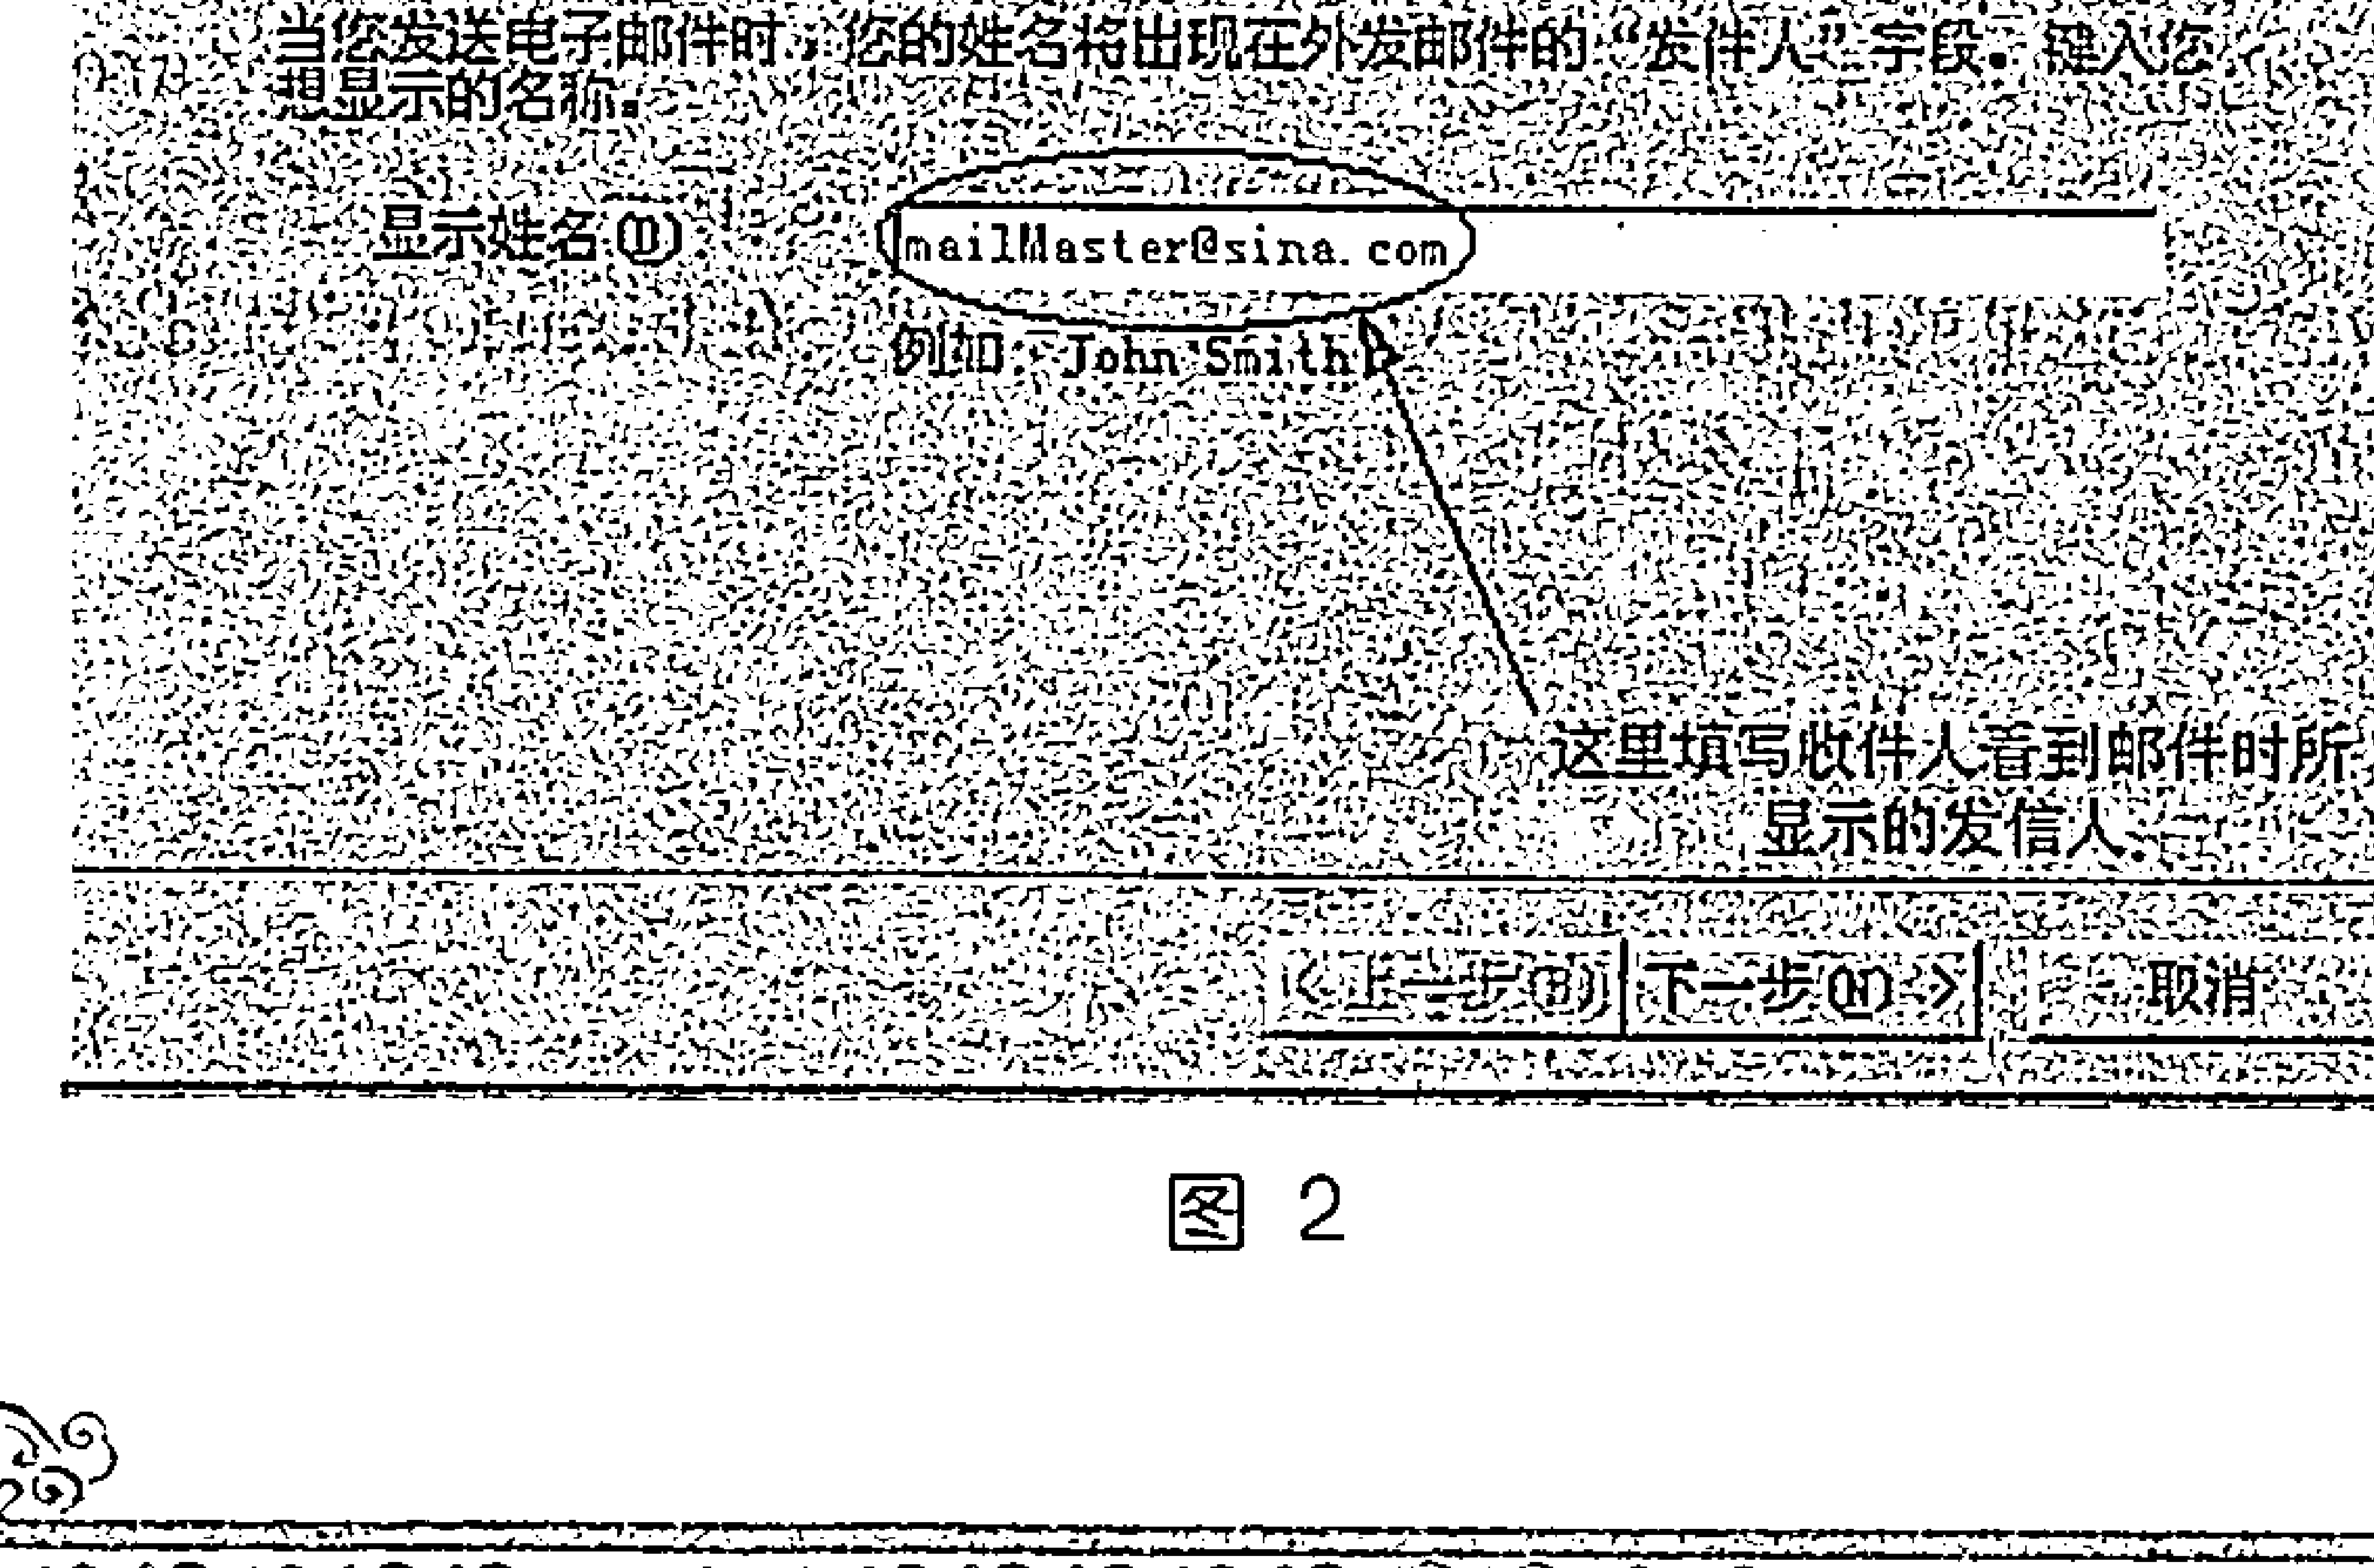 当您发送电子邮件时，您的姓名将出现在外发邮件的“发件人”字段。键入您
想显示的名称。
显示姓名(D)
mailMaster@sina.com
例如: John Smith
这里填写收件人看到邮件时所
显示的发信人。
< 上一步(B)
下一步(N) >
取消
图 2